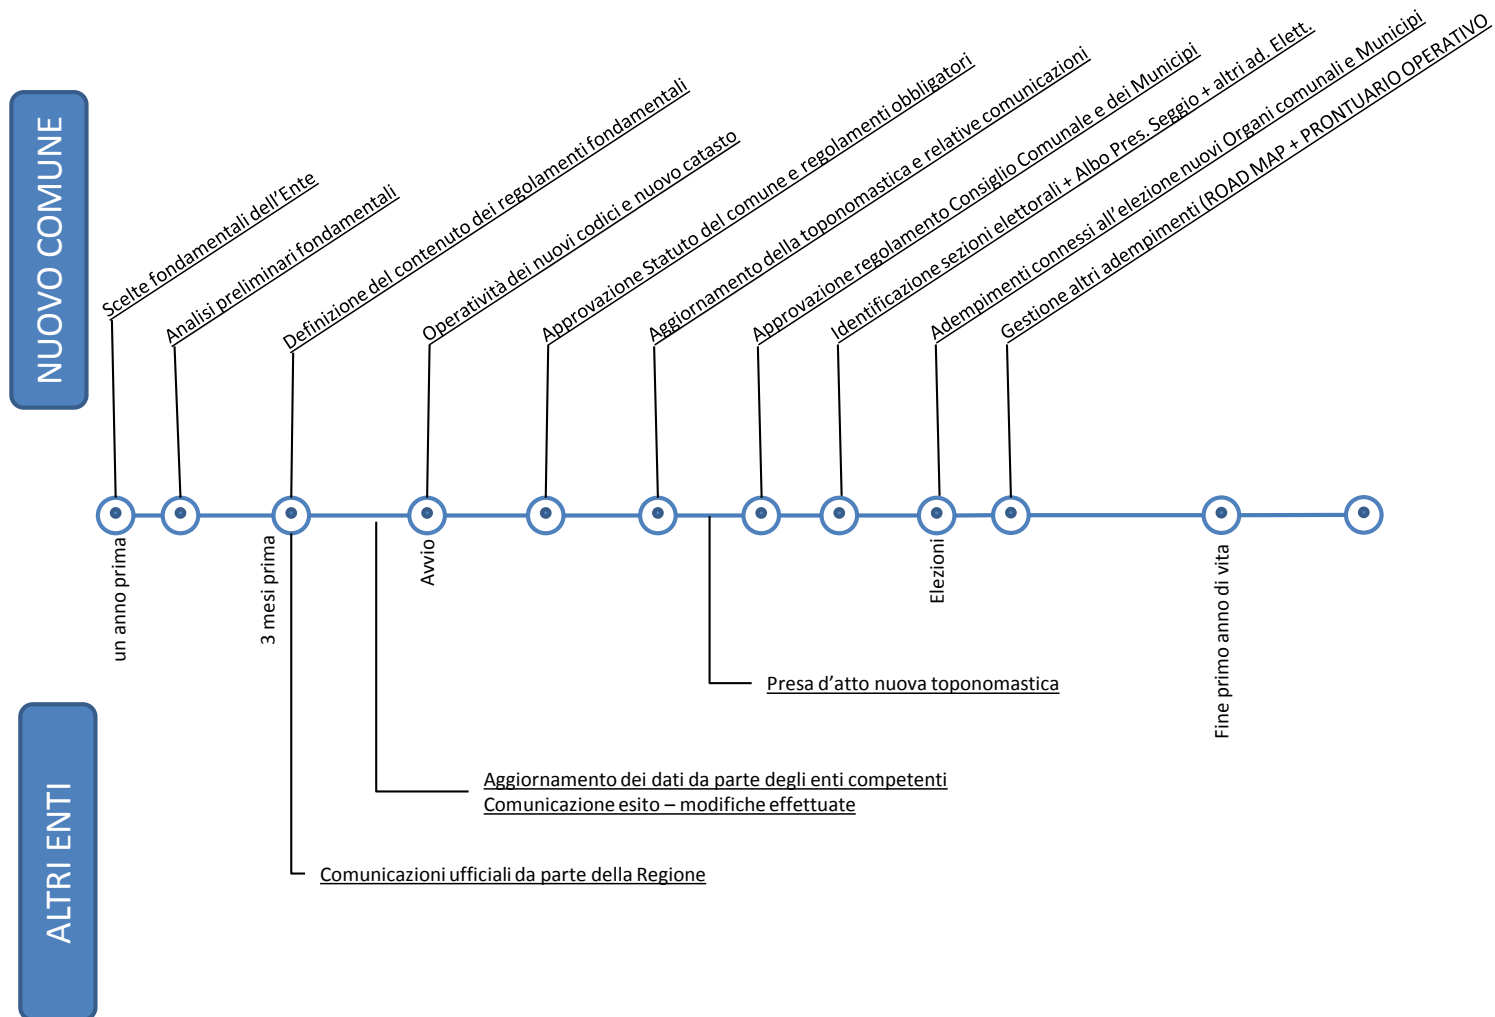 NUOVO COMUNE
Scelte fondamentali dell'Ente
Analisi preliminari fondamentali
Definizione del contenuto dei regolamenti fondamentali
Operatività dei nuovi codici e nuovo catasto
Approvazione Statuto del comune e regolamenti obbligatori
Aggiornamento della toponomastica e relative comunicazioni
Approvazione regolamento Consiglio Comunale e dei Municipi
Identificazione sezioni elettorali + Albo Pres. Seggio + altri ad. Elett.
Adempimenti connessi all'elezione nuovi Organi comunali e Municipi
Gestione altri adempimenti (ROAD MAP + PRONTUARIO OPERATIVO
un anno prima
3 mesi prima
Avvio
Elezioni
Fine primo anno di vita
Presa d'atto nuova toponomastica
Aggiornamento dei dati da parte degli enti competenti
Comunicazione esito – modifiche effettuate
Comunicazioni ufficiali da parte della Regione
ALTRI ENTI